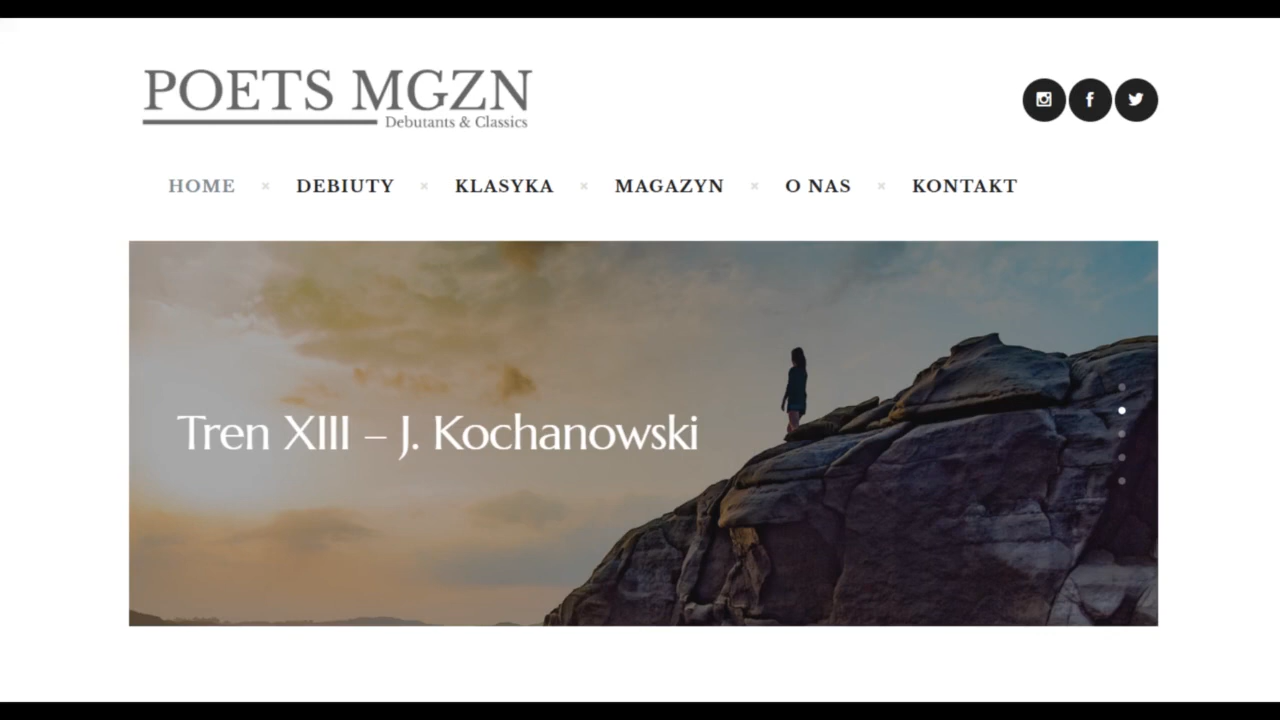 POETS MGZN
Debutants & Classics
HOME × DEBIUTY × KLASYKA × MAGAZYN × O NAS × KONTAKT
Tren XIII – J. Kochanowski